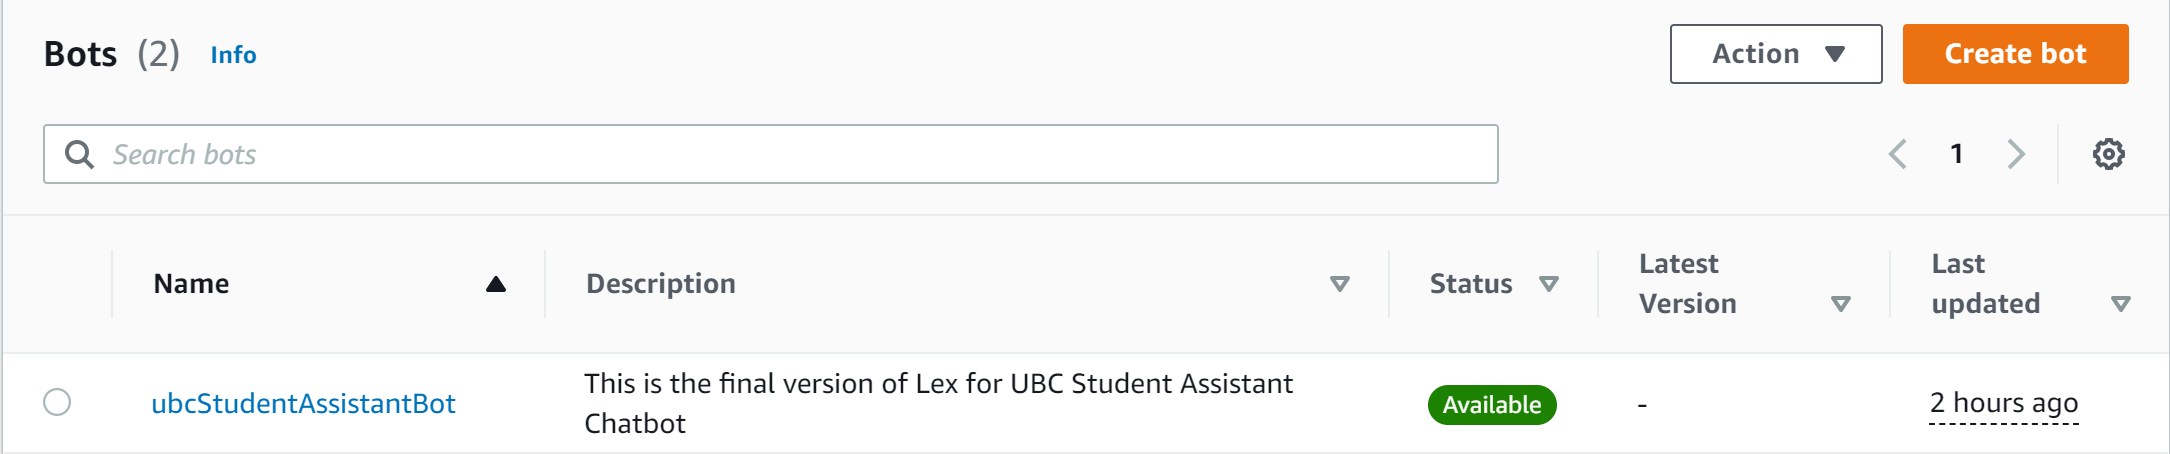 Bots (2) Info
Action
Create bot
Search bots
1
Name
Description
Status
Latest
Version
Last
updated
ubcStudentAssistantBot
This is the final version of Lex for UBC Student Assistant
Chatbot
Available
-
2 hours ago